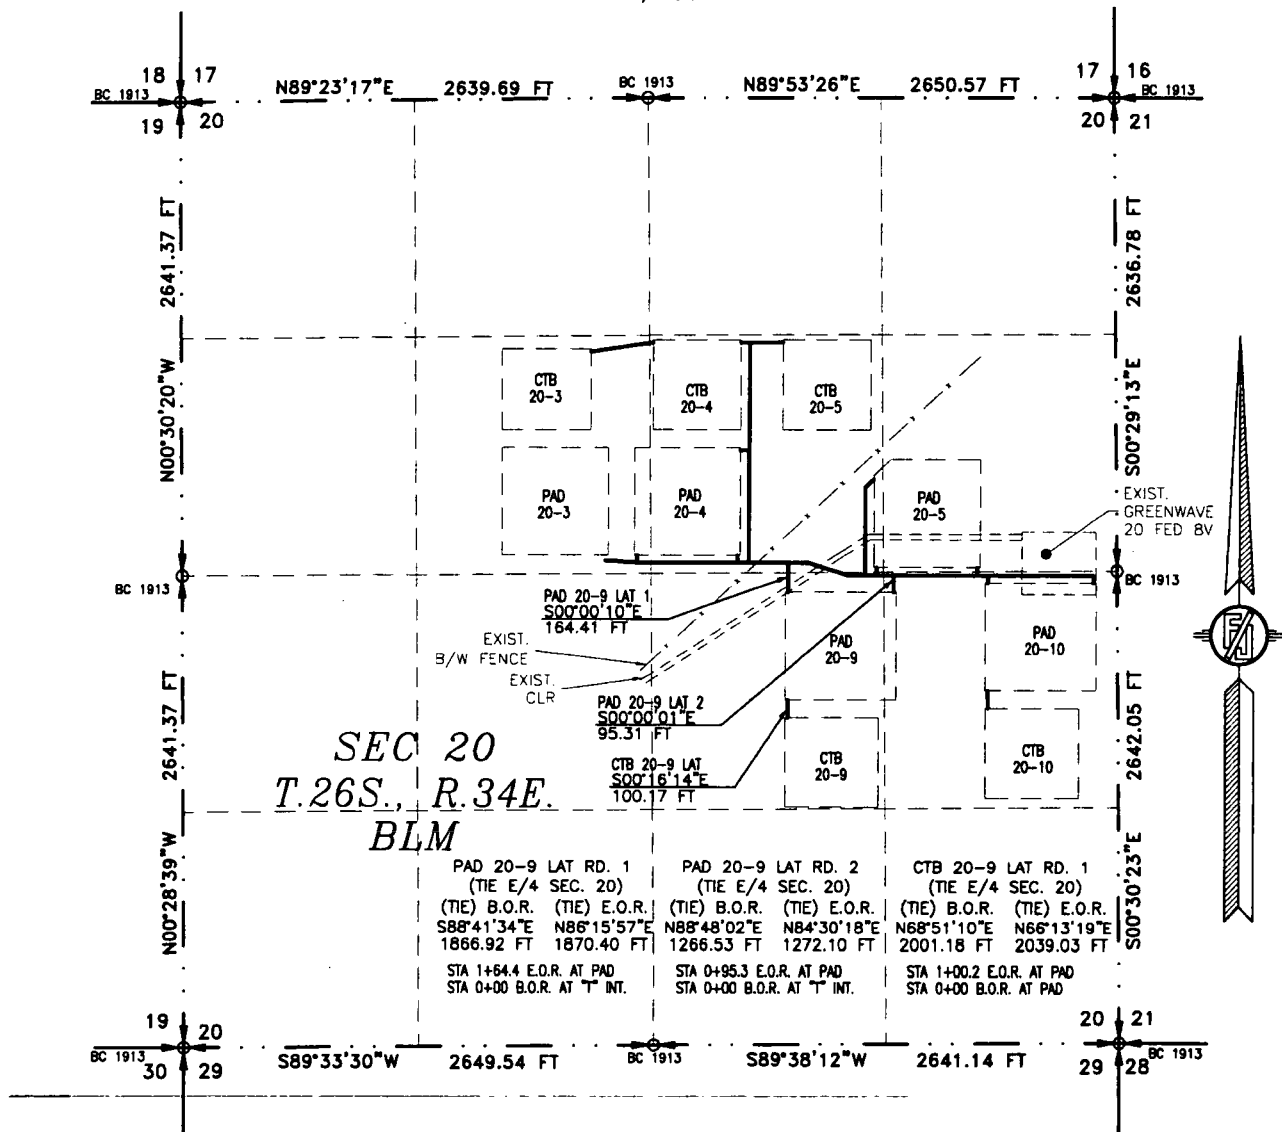 18 17
N89°23'17"E 2639.69 FT
BC 1913
N89°53'26"E 2650.57 FT
17 16
BC 1913
BC 1913
19 20
20 21
2641.37 FT
2636.78 FT
N00°30'20"W
S00°29'13"E
CTB
20-3
CTB
20-4
CTB
20-5
PAD
20-3
PAD
20-4
PAD
20-5
EXIST.
GREENWAVE
20 FED 8V
BC 1913
BC 1913
PAD 20-9 LAT 1
S00°00'10"E
164.41 FT
EXIST.
B/W FENCE
EXIST.
CLR
PAD
20-9
PAD
20-10
PAD 20-9 LAT 2
S00°00'01"E
95.31 FT
CTB 20-9 LAT
S00°16'14"E
100.17 FT
CTB
20-9
CTB
20-10
2641.37 FT
2642.05 FT
SEC 20
T.26S., R.34E.
BLM
N00°28'39"W
S00°30'23"E
PAD 20-9 LAT RD. 1
(TIE E/4 SEC. 20)
(TIE) B.O.R. (TIE) E.O.R.
S88°41'34"E N86°15'57"E
1866.92 FT 1870.40 FT
STA 1+64.4 E.O.R. AT PAD
STA 0+00 B.O.R. AT "T" INT.
PAD 20-9 LAT RD. 2
(TIE E/4 SEC. 20)
(TIE) B.O.R. (TIE) E.O.R.
N88°48'02"E N84°30'18"E
1266.53 FT 1272.10 FT
STA 0+95.3 E.O.R. AT PAD
STA 0+00 B.O.R. AT "T" INT.
CTB 20-9 LAT RD. 1
(TIE E/4 SEC. 20)
(TIE) B.O.R. (TIE) E.O.R.
N68°51'10"E N66°13'19"E
2001.18 FT 2039.03 FT
STA 1+00.2 E.O.R. AT PAD
STA 0+00 B.O.R. AT PAD
19 20
20 21
BC 1913
S89°33'30"W 2649.54 FT
BC 1913
S89°38'12"W 2641.14 FT
BC 1913
30 29
29 28